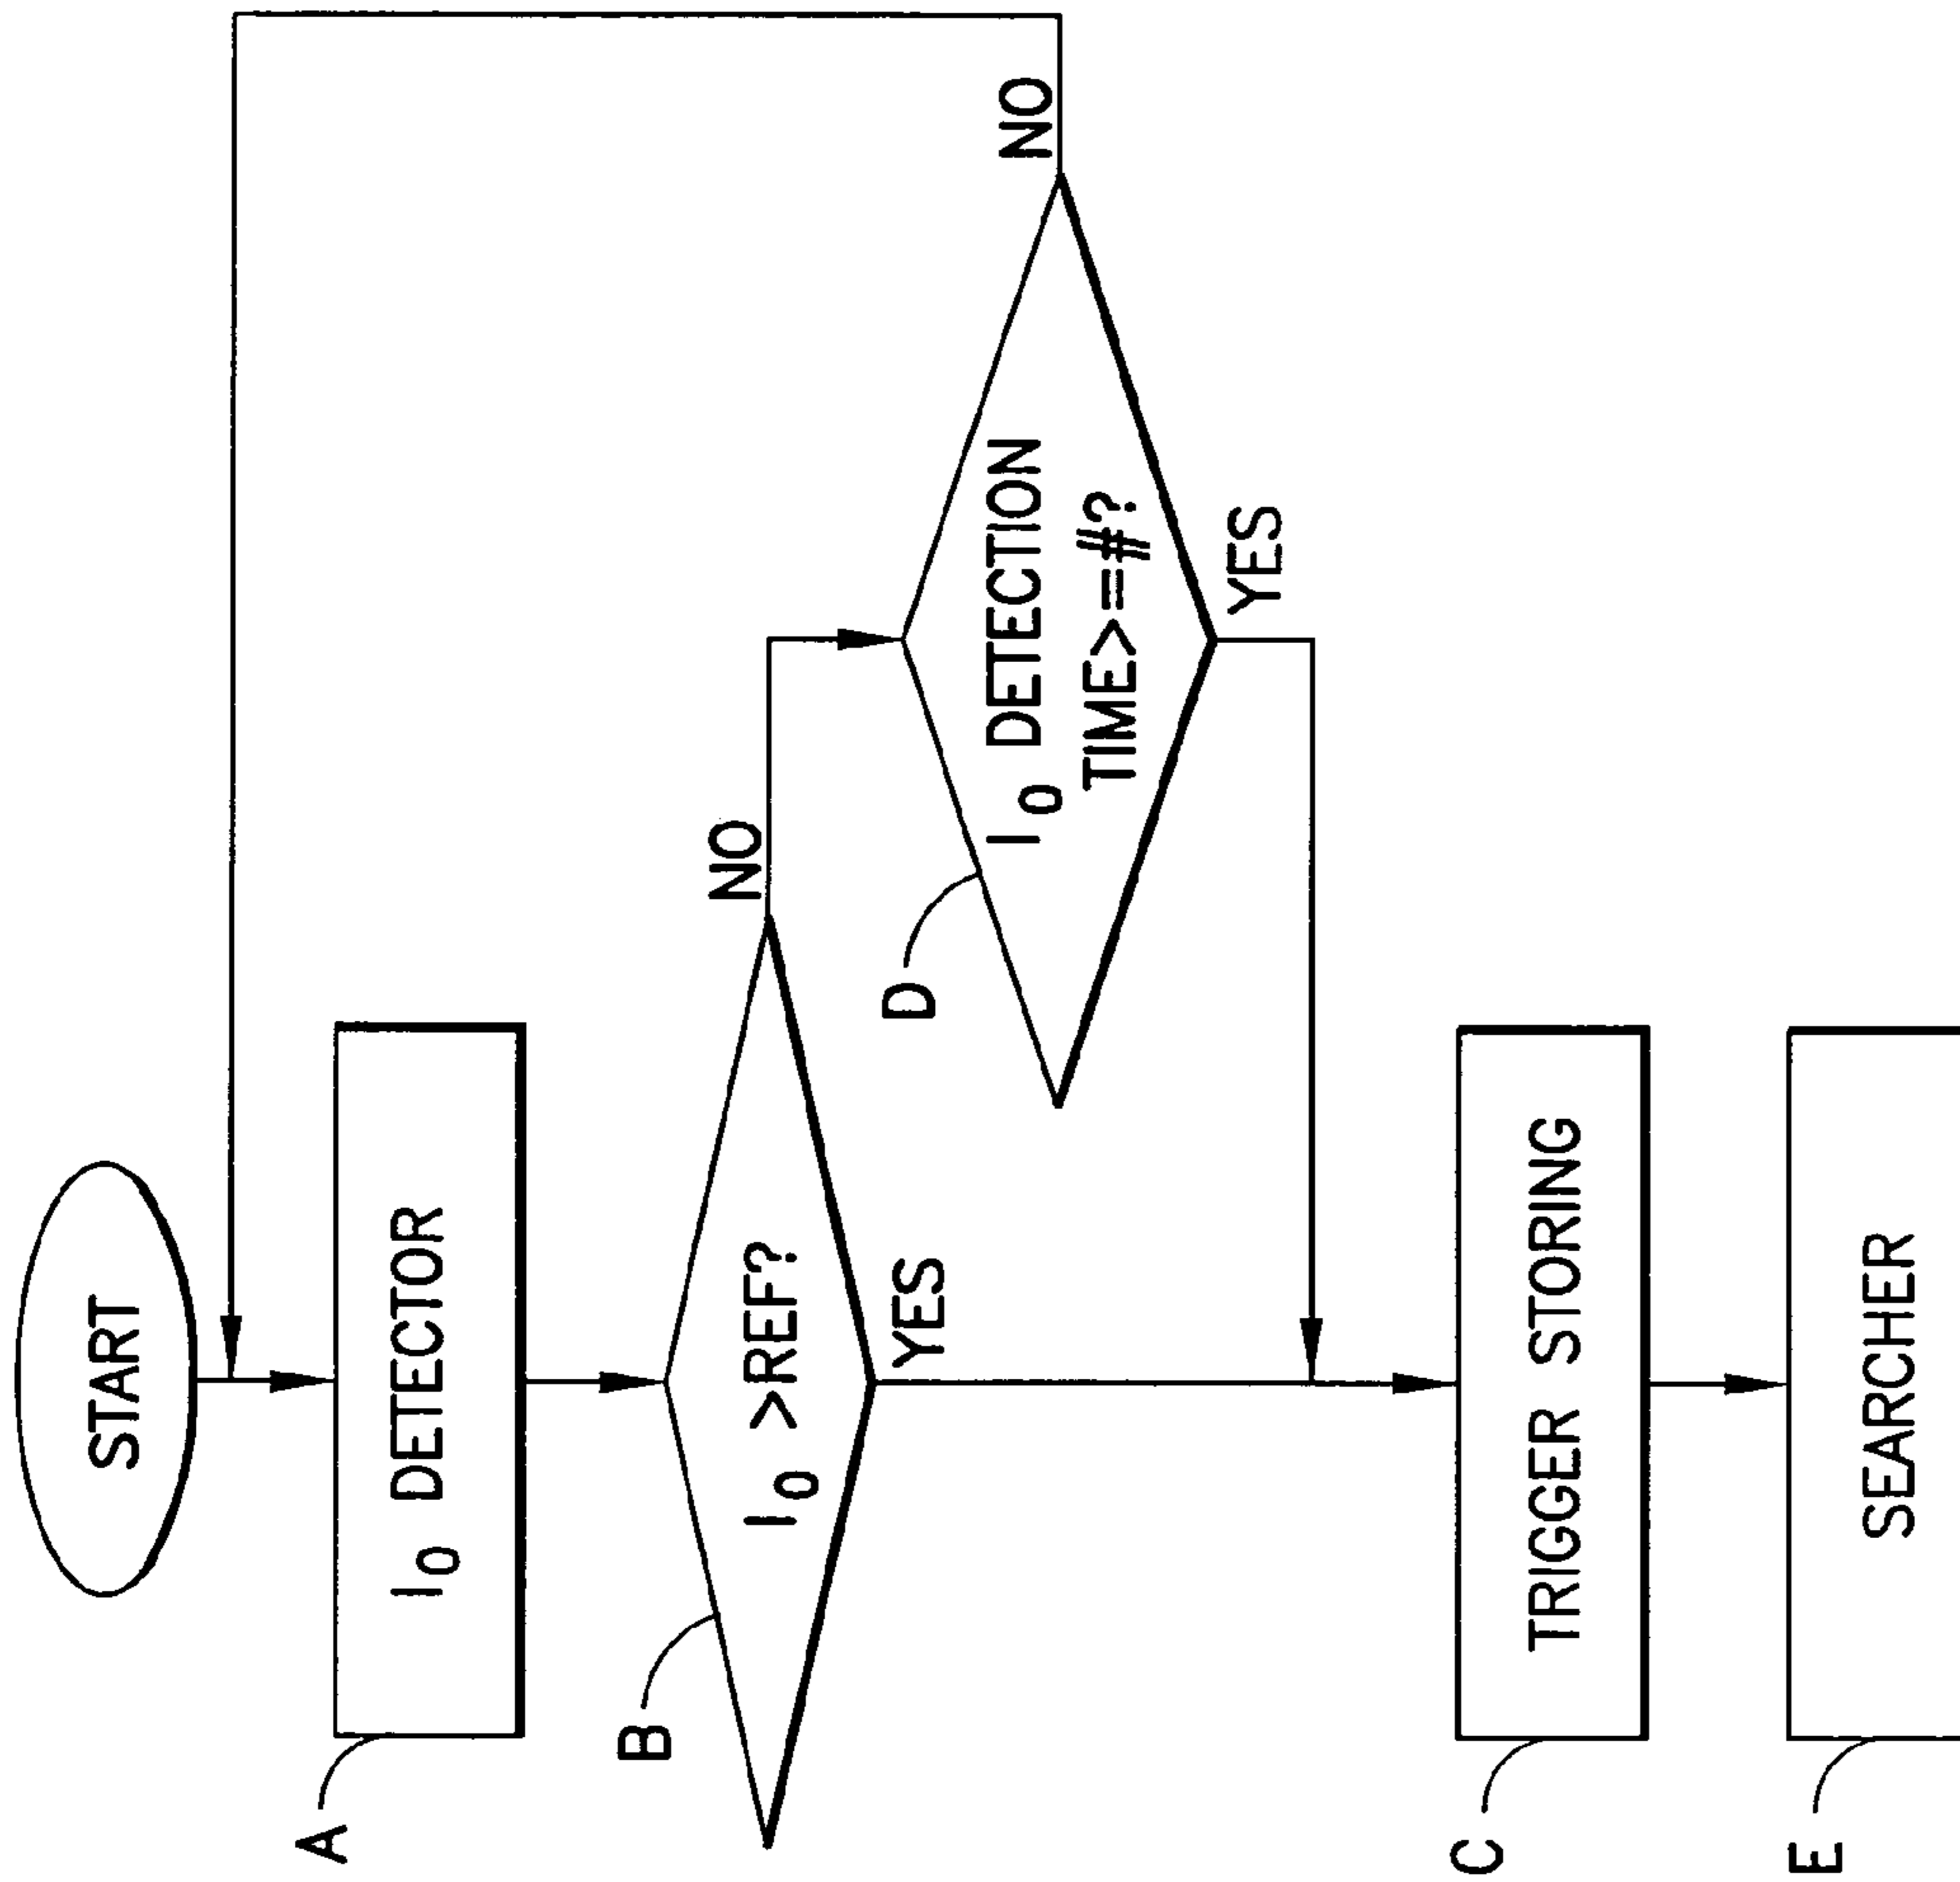 START
A
I0 DETECTOR
B
I0 >REF?
NO
YES
D
I0 DETECTION
TIME>=#?
NO
YES
C
TRIGGER STORING
E
SEARCHER